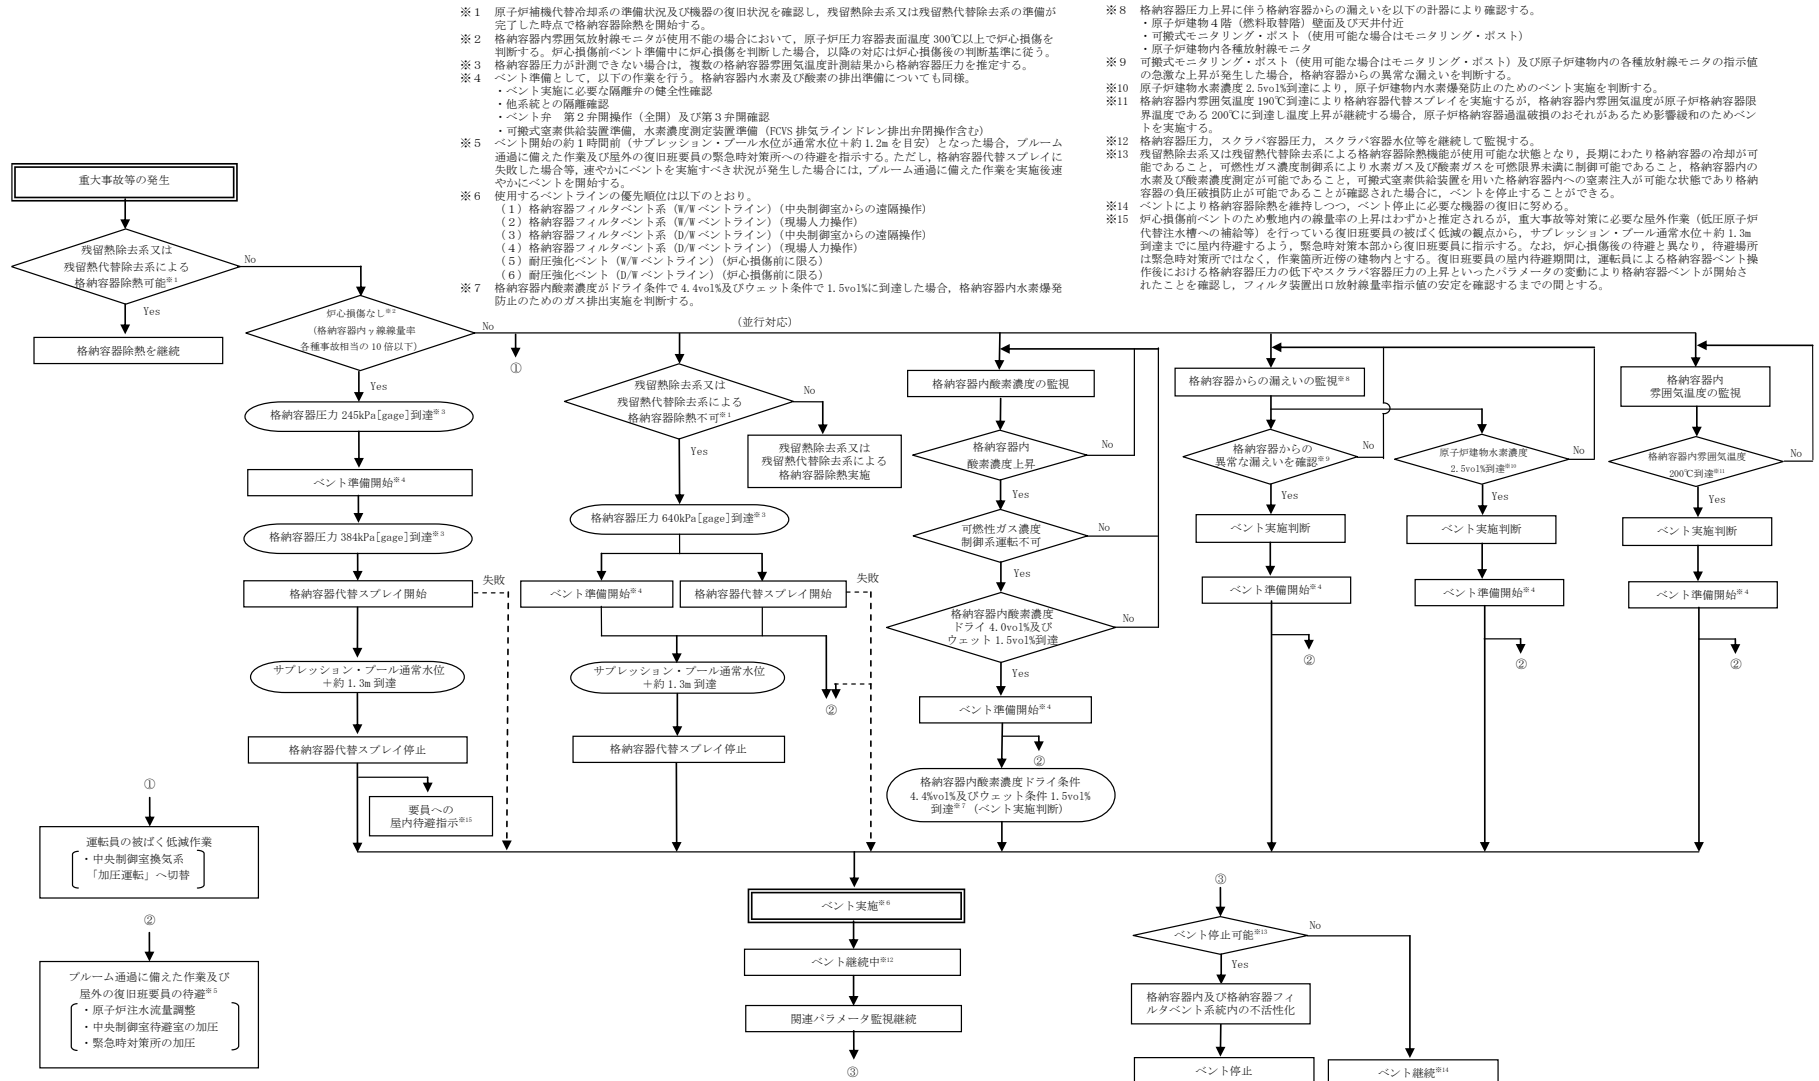 ※１　原子炉補機代替冷却系の準備状況及び機器の復旧状況を確認し，残留熱除去系又は残留熱代替除去系の準備が
完了した時点で格納容器除熱を開始する。
※２　格納容器内雰囲気放射線モニタが使用不能の場合において，原子炉圧力容器表面温度 300℃以上で炉心損傷を
判断する。炉心損傷前ベント準備中に炉心損傷を判断した場合，以降の対応は炉心損傷後の判断基準に従う。
※３　格納容器圧力が計測できない場合は，複数の格納容器雰囲気温度計測結果から格納容器圧力を推定する。
※４　ベント準備として，以下の作業を行う。格納容器内水素及び酸素の排出準備についても同様。
・ベント実施に必要な隔離弁の健全性確認
・他系統との隔離確認
・ベント弁　第２弁開操作（全開）及び第３弁開確認
・可搬式窒素供給装置準備，水素濃度測定装置準備（FCVS 排気ラインドレン排出弁閉操作含む）
※５　ベント開始の約１時間前（サプレッション・プール水位が通常水位＋約 1.2m を目安）となった場合，プルーム
通過に備えた作業及び屋外の復旧班要員の緊急時対策所への待避を指示する。ただし，格納容器代替スプレイに
失敗した場合等，速やかにベントを実施すべき状況が発生した場合には，プルーム通過に備えた作業を実施後速
やかにベントを開始する。
※６　使用するベントラインの優先順位は以下のとおり。
（１）格納容器フィルタベント系（W/W ベントライン）（中央制御室からの遠隔操作）
（２）格納容器フィルタベント系（W/W ベントライン）（現場人力操作）
（３）格納容器フィルタベント系（D/W ベントライン）（中央制御室からの遠隔操作）
（４）格納容器フィルタベント系（D/W ベントライン）（現場人力操作）
（５）耐圧強化ベント（W/W ベントライン）（炉心損傷前に限る）
（６）耐圧強化ベント（D/W ベントライン）（炉心損傷前に限る）
※７　格納容器内酸素濃度がドライ条件で 4.4vol%及びウェット条件で 1.5vol%に到達した場合，格納容器内水素爆発
防止のためのガス排出実施を判断する。
※８　格納容器圧力上昇に伴う格納容器からの漏えいを以下の計器により確認する。
・原子炉建物４階（燃料取替階）壁面及び天井付近
・可搬式モニタリング・ポスト（使用可能な場合はモニタリング・ポスト）
・原子炉建物内各種放射線モニタ
※９　可搬式モニタリング・ポスト（使用可能な場合はモニタリング・ポスト）及び原子炉建物内の各種放射線モニタの指示値
の急激な上昇が発生した場合，格納容器からの異常な漏えいを判断する。
※10　原子炉建物水素濃度 2.5vol%到達により，原子炉建物内水素爆発防止のためのベント実施を判断する。
※11　格納容器内雰囲気温度 190℃到達により格納容器代替スプレイを実施するが，格納容器内雰囲気温度が原子炉格納容器限
界温度である 200℃に到達し温度上昇が継続する場合，原子炉格納容器過温破損のおそれがあるため影響緩和のためベン
トを実施する。
※12　格納容器圧力，スクラバ容器圧力，スクラバ容器水位等を継続して監視する。
※13　残留熱除去系又は残留熱代替除去系による格納容器除熱機能が使用可能な状態となり，長期にわたり格納容器の冷却が可
能であること，可燃性ガス濃度制御系により水素ガス及び酸素ガスを可燃限界未満に制御可能であること，格納容器内の
水素及び酸素濃度測定が可能であること，可搬式窒素供給装置を用いた格納容器内への窒素注入が可能な状態であり格納
容器の負圧破損防止が可能であることが確認された場合に，ベントを停止することができる。
※14　ベントにより格納容器除熱を維持しつつ，ベント停止に必要な機器の復旧に努める。
※15　炉心損傷前ベントのため敷地内の線量率の上昇はわずかと推定されるが，重大事故等対策に必要な屋外作業（低圧原子炉
代替注水槽への補給等）を行っている復旧班要員の被ばく低減の観点から，サプレッション・プール通常水位＋約 1.3m
到達までに屋内待避するよう，緊急時対策本部から復旧班要員に指示する。なお，炉心損傷後の待避と異なり，待避場所
は緊急時対策所ではなく，作業箇所近傍の建物内とする。復旧班要員の屋内待避期間は，運転員による格納容器ベント操
作後における格納容器圧力の低下やスクラバ容器圧力の上昇といったパラメータの変動により格納容器ベントが開始さ
れたことを確認し，フィルタ装置出口放射線量率指示値の安定を確認するまでの間とする。
重大事故等の発生
残留熱除去系又は
残留熱代替除去系による
格納容器除熱可能※1
No
Yes
格納容器除熱を継続
炉心損傷なし※2
（格納容器内γ線線量率
各種事故相当の 10 倍以下）
No
Yes
①
（並行対応）
格納容器圧力 245kPa[gage]到達※3
ベント準備開始※4
格納容器圧力 384kPa[gage]到達※3
格納容器代替スプレイ開始
失敗
サプレッション・プール通常水位
＋約 1.3m 到達
格納容器代替スプレイ停止
要員への
屋内待避指示※15
残留熱除去系又は
残留熱代替除去系による
格納容器除熱不可※1
No
Yes
残留熱除去系又は
残留熱代替除去系による
格納容器除熱実施
格納容器圧力 640kPa[gage]到達※3
ベント準備開始※4
格納容器代替スプレイ開始
失敗
サプレッション・プール通常水位
＋約 1.3m 到達
②
格納容器代替スプレイ停止
格納容器内酸素濃度の監視
格納容器内
酸素濃度上昇
No
Yes
可燃性ガス濃度
制御系運転不可
No
Yes
格納容器内酸素濃度
ドライ 4.0vol%及び
ウェット 1.5vol%到達
No
Yes
ベント準備開始※4
②
格納容器内酸素濃度ドライ条件
4.4%vol%及びウェット条件 1.5vol%
到達※7（ベント実施判断）
格納容器からの漏えいの監視※8
格納容器からの
異常な漏えいを確認※9
No
Yes
ベント実施判断
ベント準備開始※4
②
原子炉建物水素濃度
2.5vol%到達※10
No
Yes
ベント実施判断
ベント準備開始※4
②
格納容器内
雰囲気温度の監視
格納容器内雰囲気温度
200℃到達※11
No
Yes
ベント実施判断
ベント準備開始※4
②
①
運転員の被ばく低減作業
・中央制御室換気系
「加圧運転」へ切替
②
プルーム通過に備えた作業及び
屋外の復旧班要員の待避※5
・原子炉注水流量調整
・中央制御室待避室の加圧
・緊急時対策所の加圧
ベント実施※6
ベント継続中※12
関連パラメータ監視継続
③
③
ベント停止可能※13
No
Yes
格納容器内及び格納容器フィ
ルタベント系統内の不活性化
ベント停止
ベント継続※14